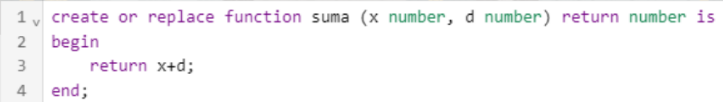 1 create or replace function suma (x number, d number) return number is
2 begin
3     return x+d;
4 end;